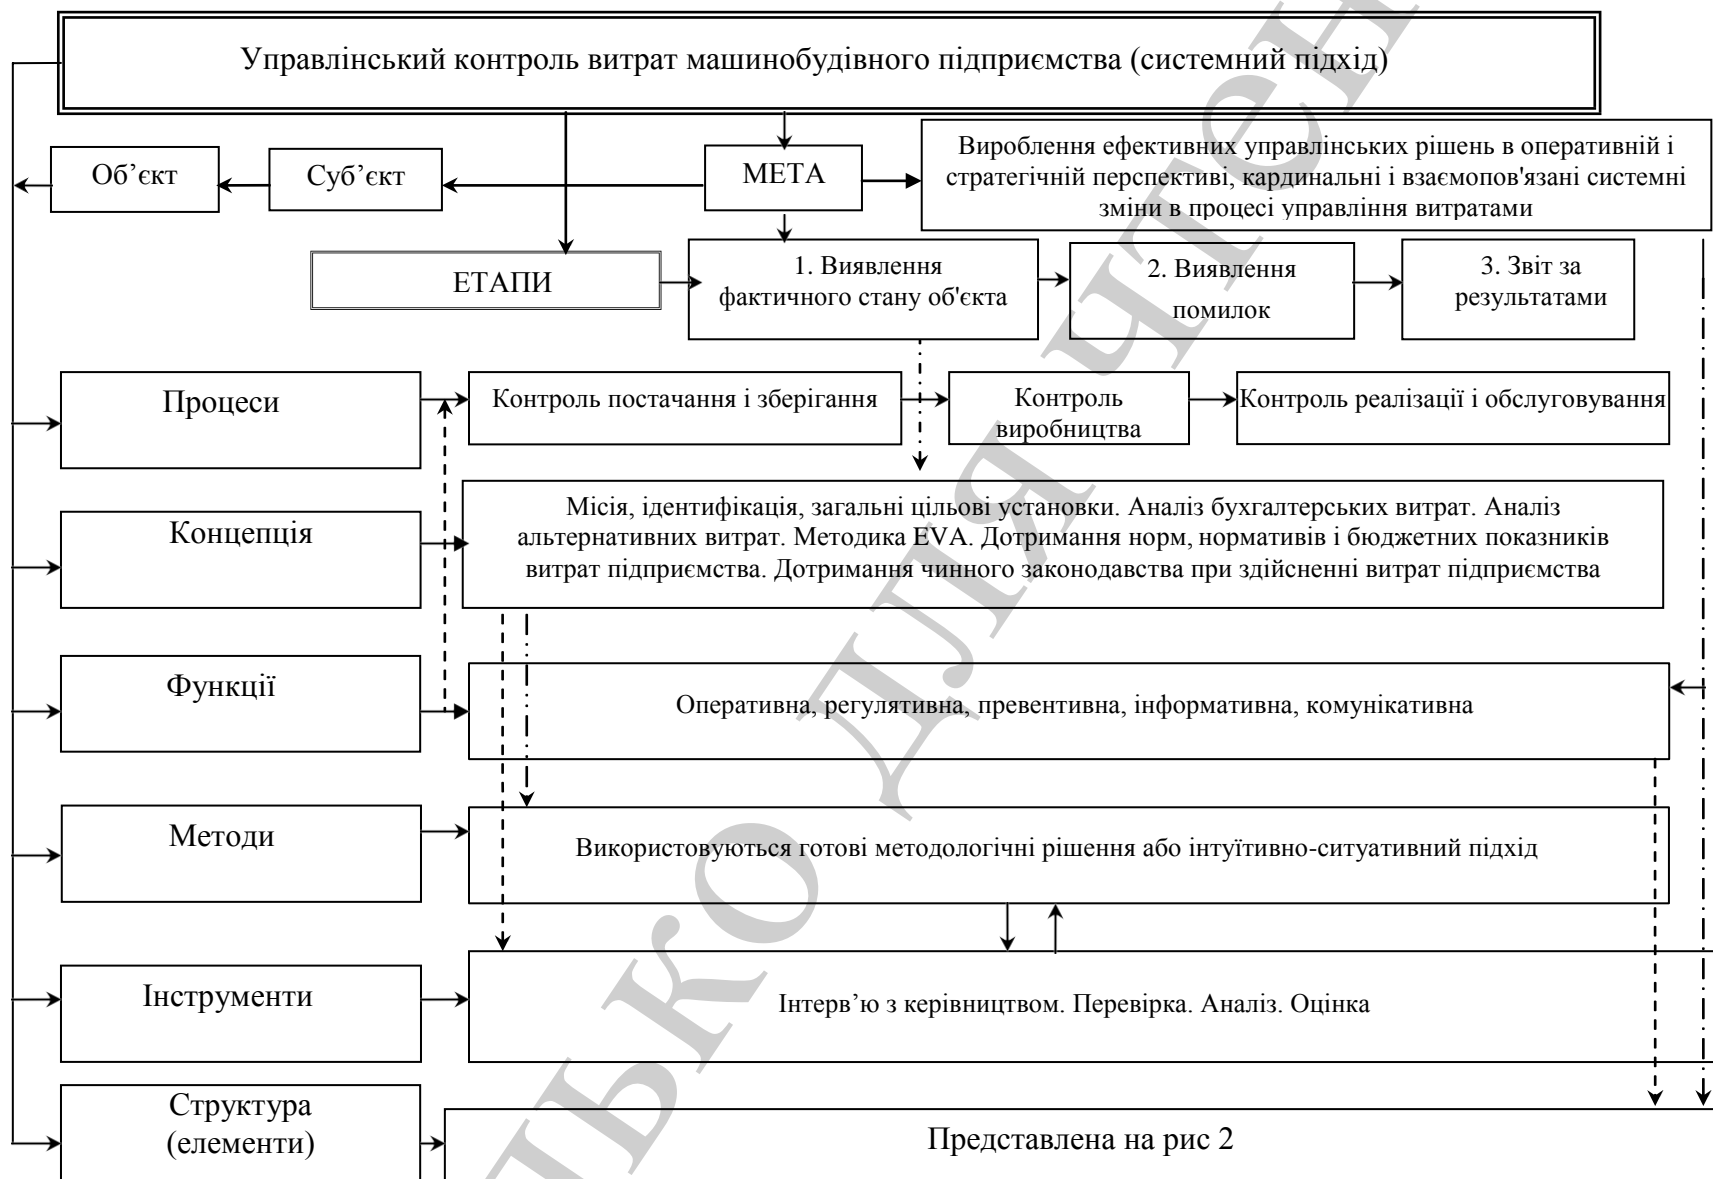 Управлінський контроль витрат машинобудівного підприємства (системний підхід)
Об’єкт
Суб’єкт
МЕТА
Вироблення ефективних управлінських рішень в оперативній і
стратегічній перспективі, кардинальні і взаємопов'язані системні
зміни в процесі управління витратами
ЕТАПИ
1. Виявлення
фактичного стану об'єкта
2. Виявлення
помилок
3. Звіт за
результатами
Процеси
Контроль постачання і зберігання
Контроль
виробництва
Контроль реалізації і обслуговування
Концепція
Місія, ідентифікація, загальні цільові установки. Аналіз бухгалтерських витрат. Аналіз
альтернативних витрат. Методика EVA. Дотримання норм, нормативів і бюджетних показників
витрат підприємства. Дотримання чинного законодавства при здійсненні витрат підприємства
Функції
Оперативна, регулятивна, превентивна, інформативна, комунікативна
Методи
Використовуються готові методологічні рішення або інтуїтивно-ситуативний підхід
Інструменти
Інтерв’ю з керівництвом. Перевірка. Аналіз. Оцінка
Структура
(елементи)
Представлена на рис 2
ько для чтен